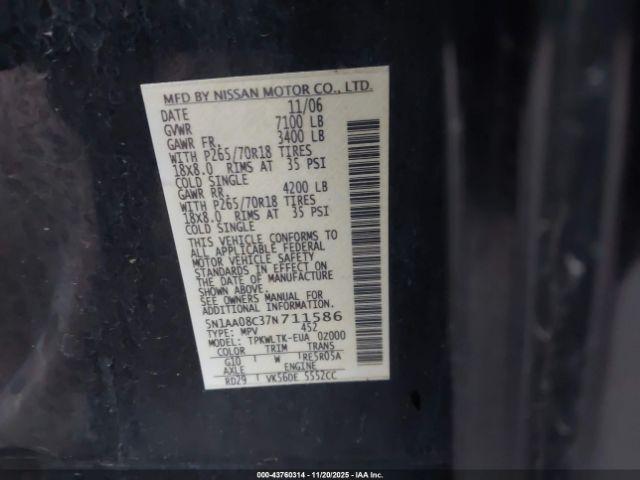 MFD BY NISSAN MOTOR CO., LTD.
DATE 11/06
GVWR 7100 LB
GAWR FR. 3400 LB
WITH P265/70R18 TIRES
18X8.0 RIMS AT 35 PSI
COLD SINGLE
GAWR RR. 4200 LB
WITH P265/70R18 TIRES
18X8.0 RIMS AT 35 PSI
COLD SINGLE
THIS VEHICLE CONFORMS TO
ALL APPLICABLE FEDERAL
MOTOR VEHICLE SAFETY
STANDARDS IN EFFECT ON
THE DATE OF MANUFACTURE
SHOWN ABOVE.
SEE OWNERS MANUAL FOR
ADDITIONAL INFORMATION.
5N1AA08C37N711586
TYPE: MPV 452
MODEL: TPKWLTK-EUA 0Z000
COLOR TRIM TRANS
G10 W RE5R05A
AXLE ENGINE
RD29 VK56DE 5552CC
000-43760314 - 11/20/2025 - IAA Inc.